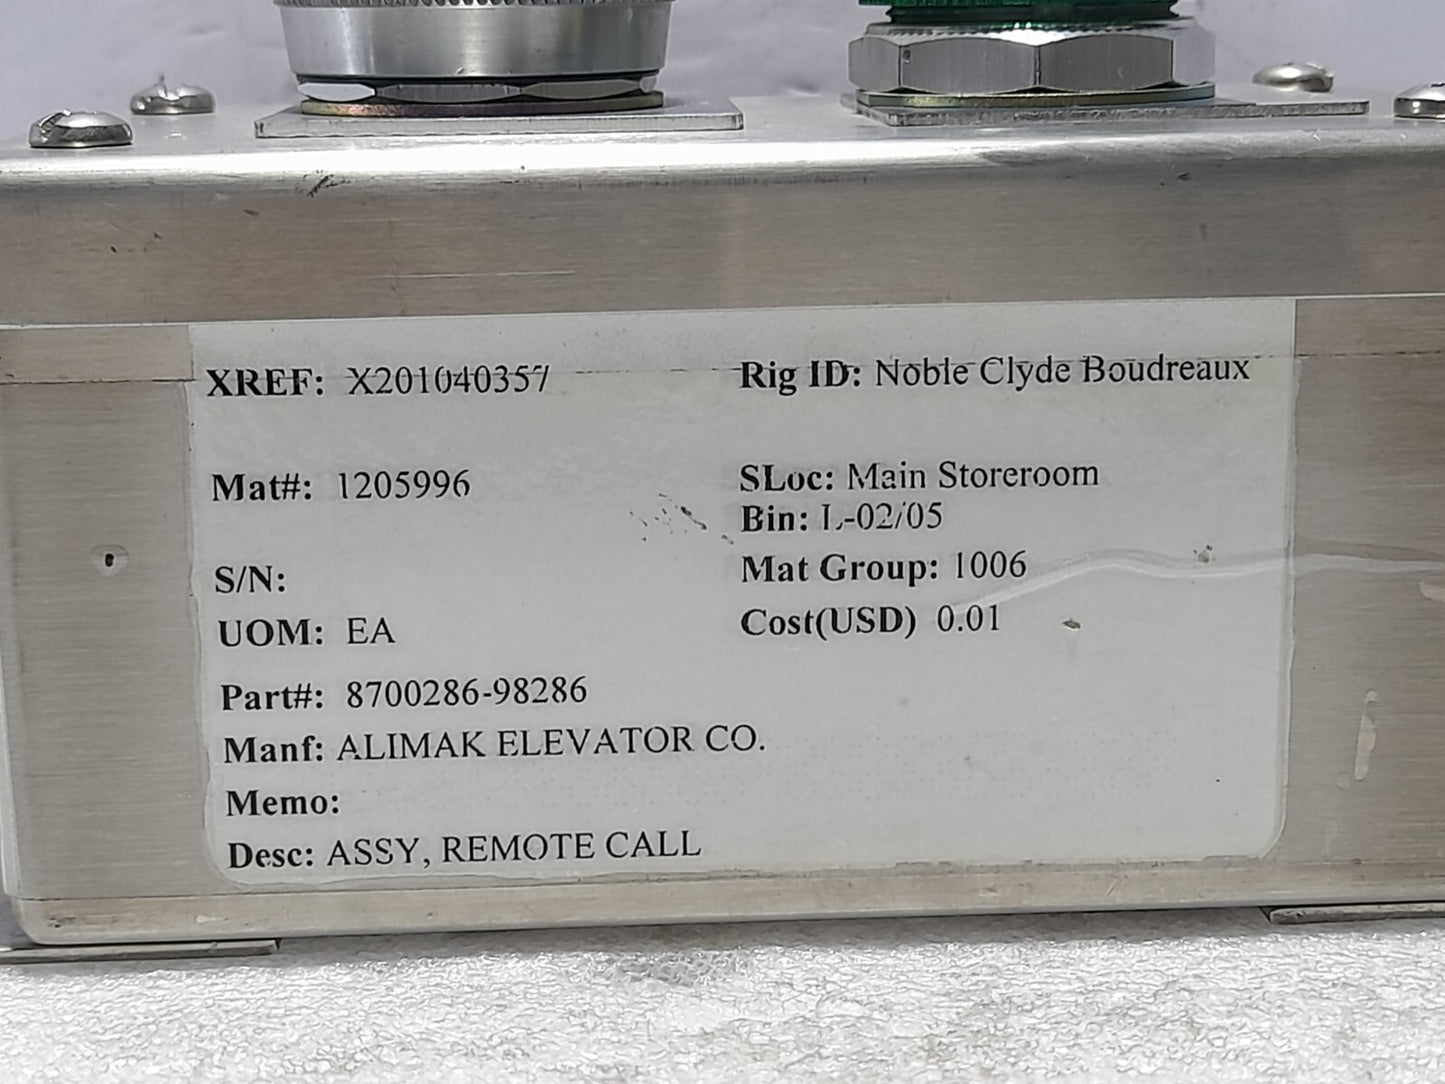 XREF: X201040357 Rig ID: Noble Clyde Boudreaux
Mat#: 1205996 SLoc: Main Storeroom
Bin: L-02/05
S/N: Mat Group: 1006
UOM: EA Cost(USD) 0.01
Part#: 8700286-98286
Manf: ALIMAK ELEVATOR CO.
Memo:
Desc: ASSY, REMOTE CALL